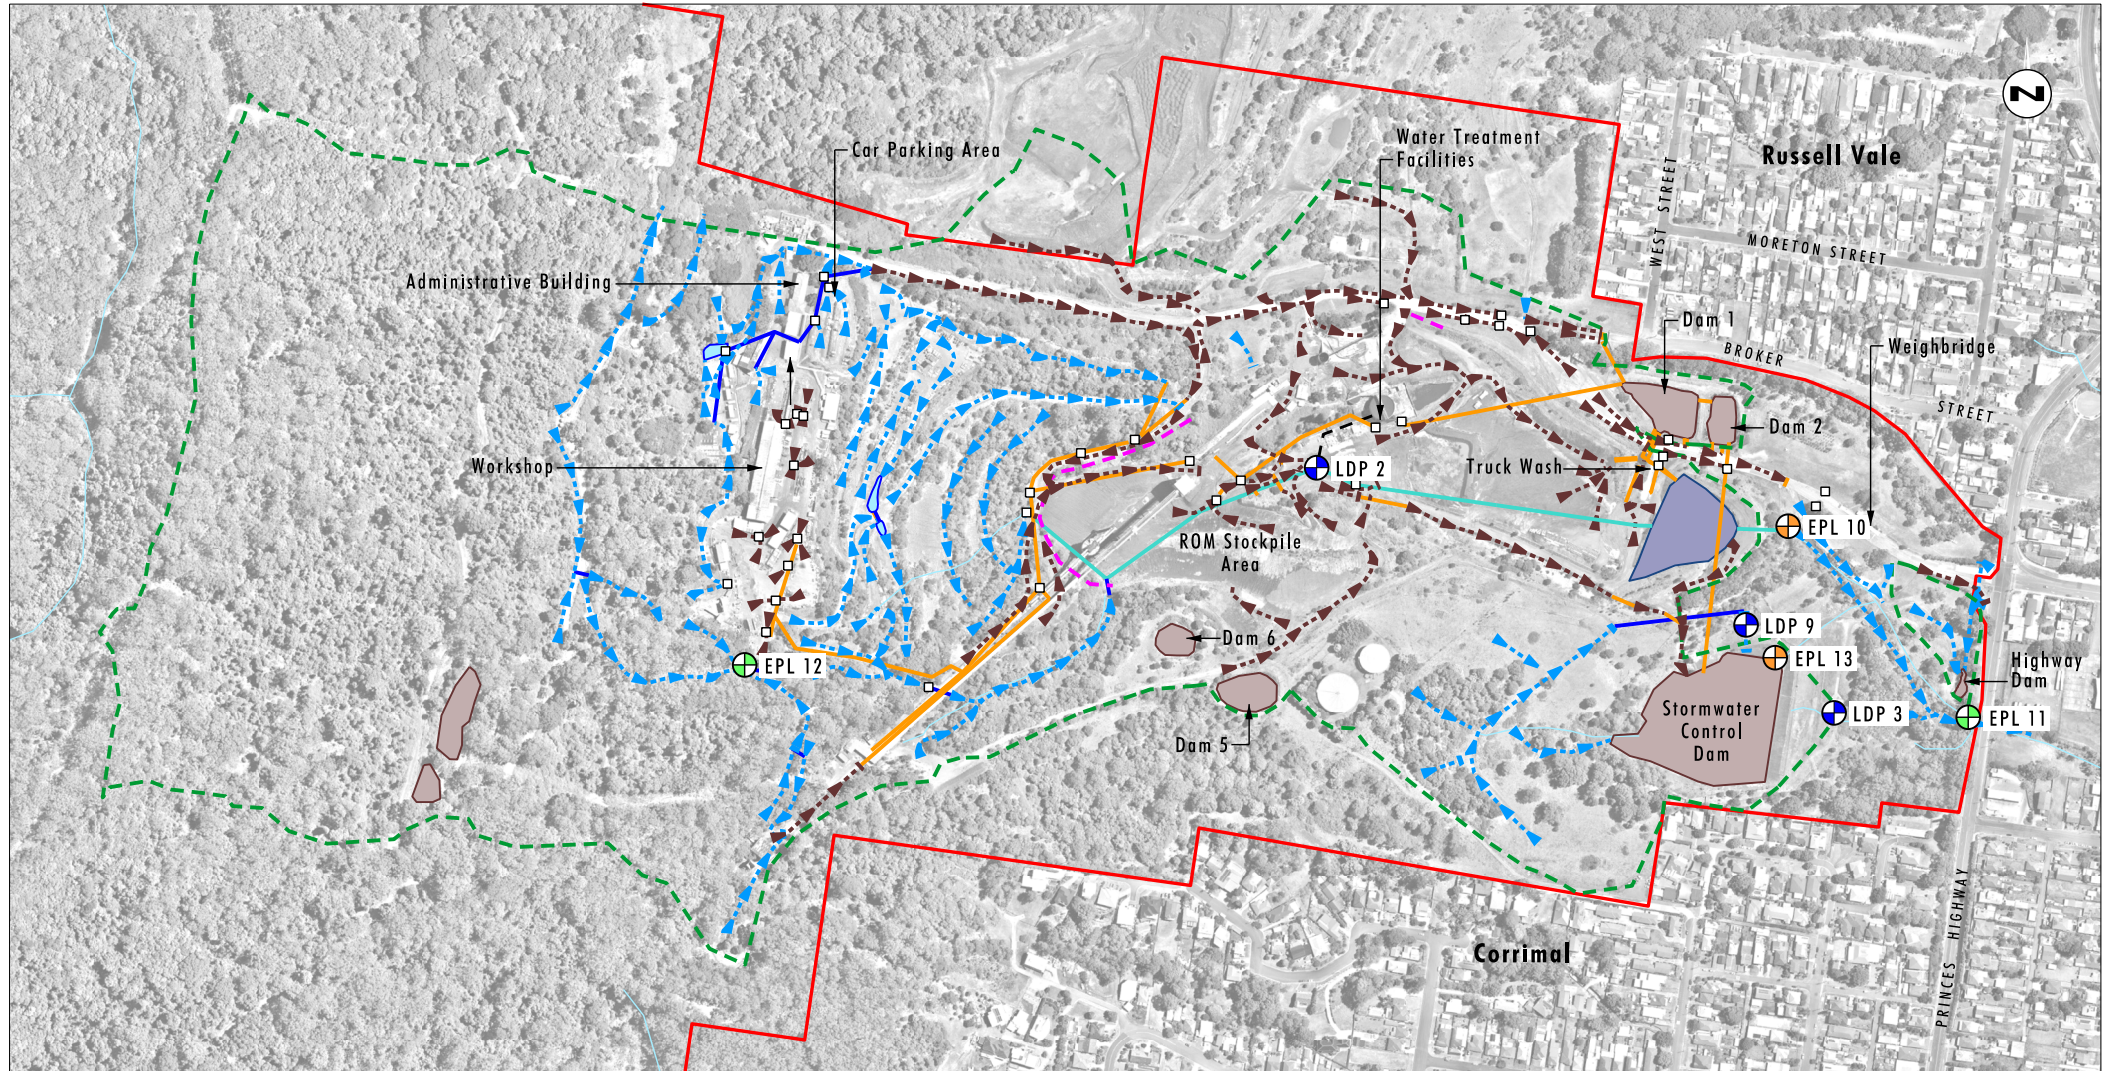 N
Russell Vale
Car Parking Area
Water Treatment
Facilities
WEST STREET
MORETON STREET
Administrative Building
Dam 1
BROKER
STREET
Weighbridge
Dam 2
Workshop
LDP 2
Truck Wash
EPL 10
ROM Stockpile
Area
LDP 9
Dam 6
EPL 12
EPL 13
Highway
Dam
Stormwater
Control
Dam
LDP 3
EPL 11
Dam 5
Corrimal
PRINCES HIGHWAY